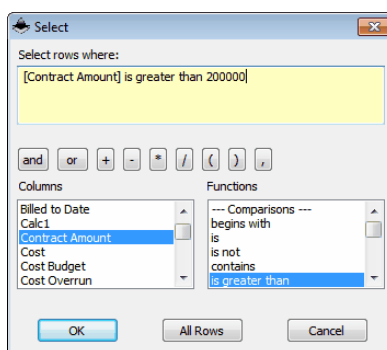 Select
Select rows where:
[Contract Amount] is greater than 200000
and or + - * / ( ) ,
Columns
Functions
Billed to Date
Calc1
Contract Amount
Cost
Cost Budget
Cost Overrun
--- Comparisons ---
begins with
is
is not
contains
is greater than
OK All Rows Cancel